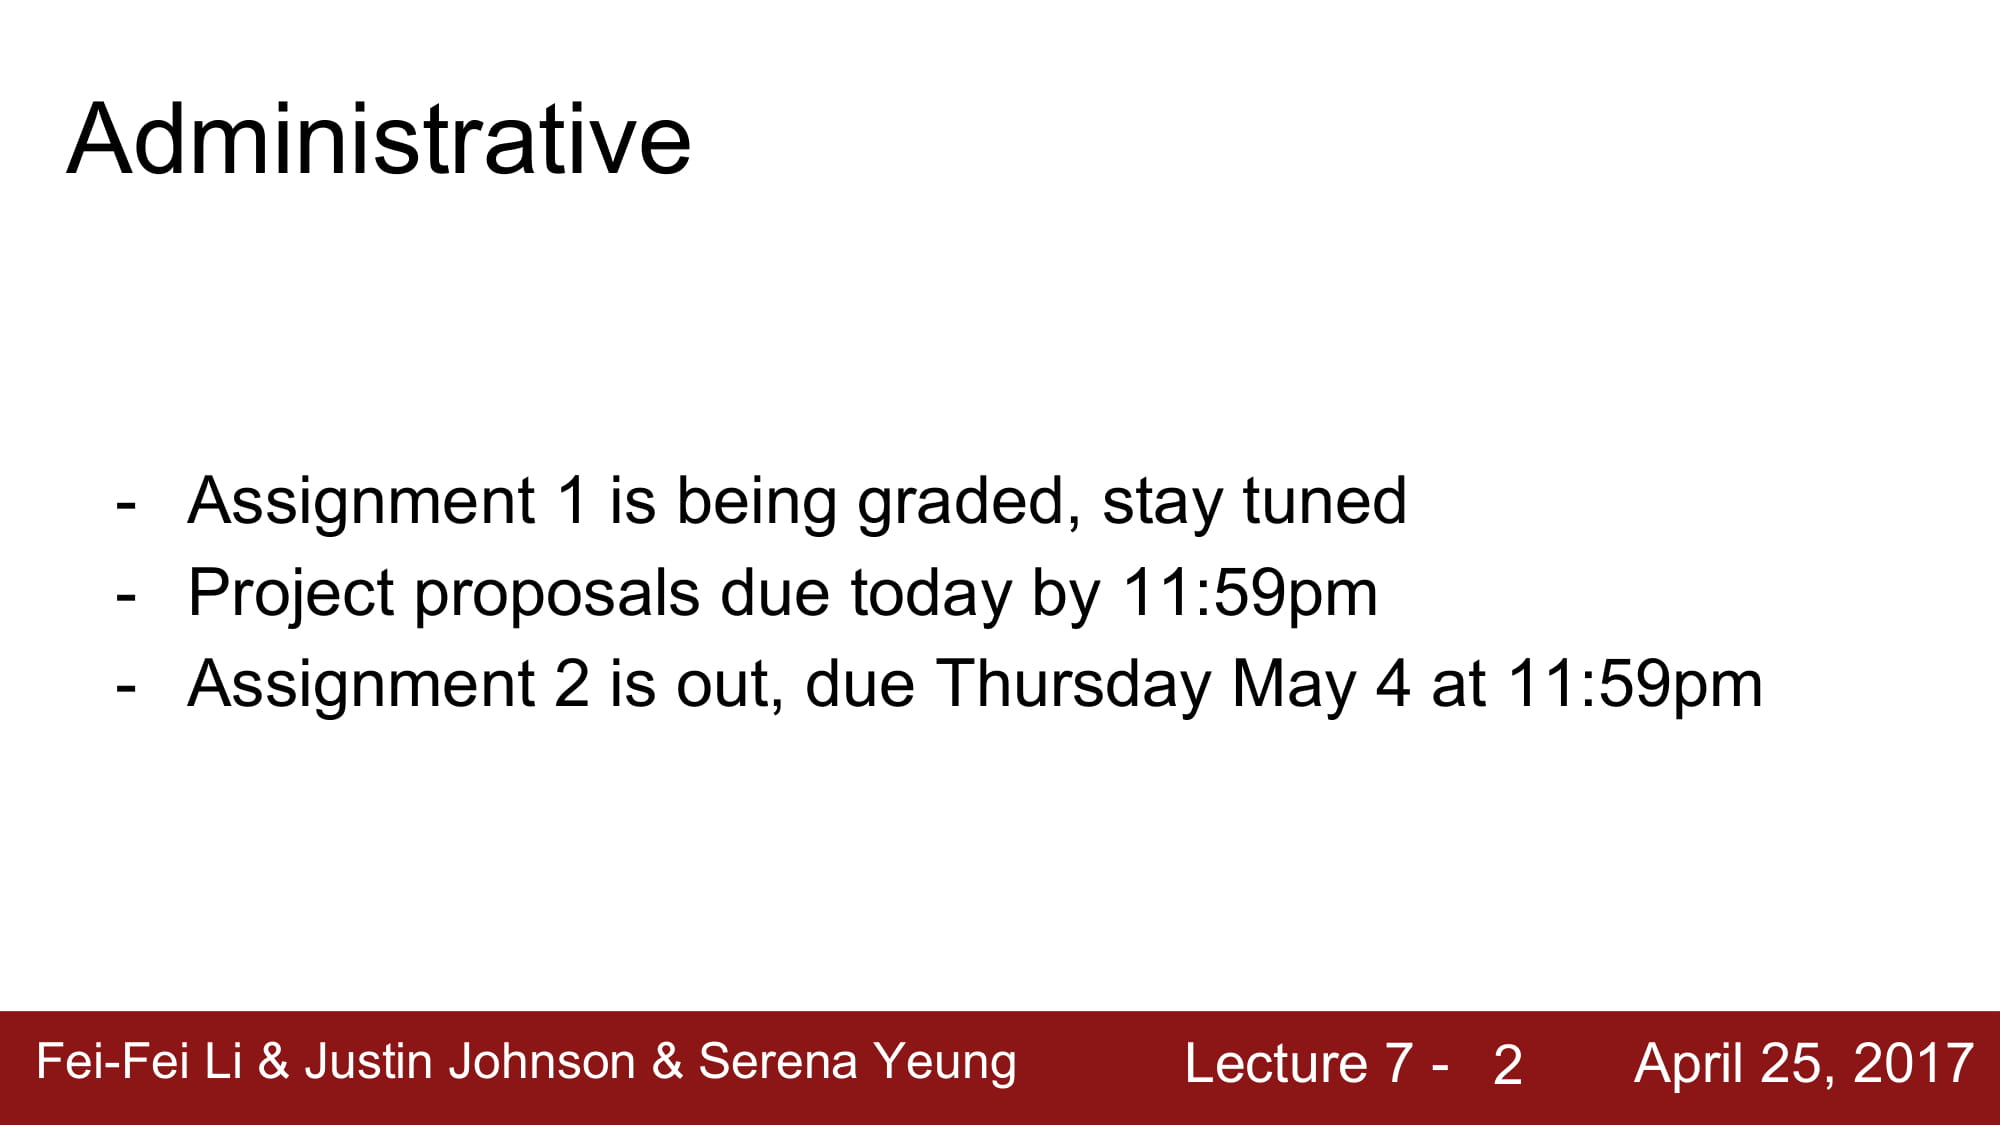 Administrative
- Assignment 1 is being graded, stay tuned
- Project proposals due today by 11:59pm
- Assignment 2 is out, due Thursday May 4 at 11:59pm
Fei-Fei Li & Justin Johnson & Serena Yeung Lecture 7 - 2 April 25, 2017